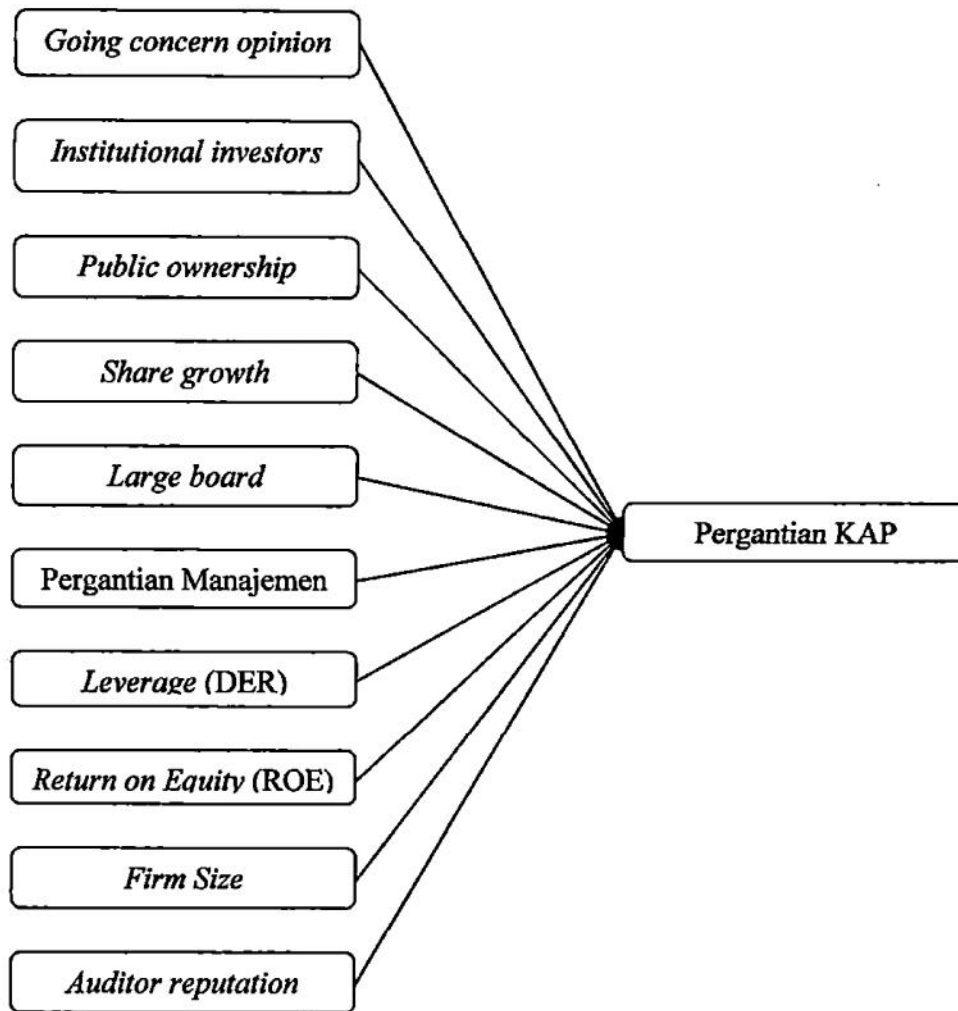 Going concern opinion
Institutional investors
Public ownership
Share growth
Large board
Pergantian KAP
Pergantian Manajemen
Leverage (DER)
Return on Equity (ROE)
Firm Size
Auditor reputation